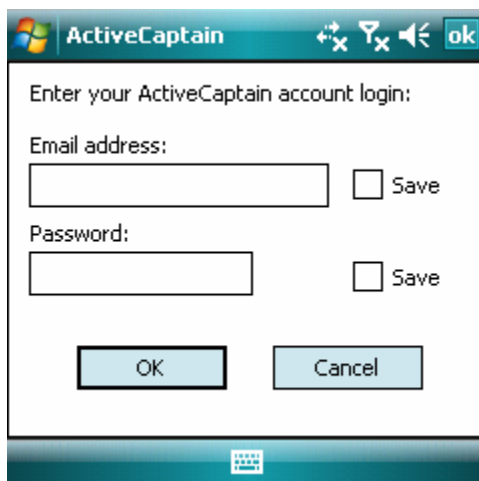 ActiveCaptain ok
Enter your ActiveCaptain account login:
Email address:
Save
Password:
Save
OK Cancel